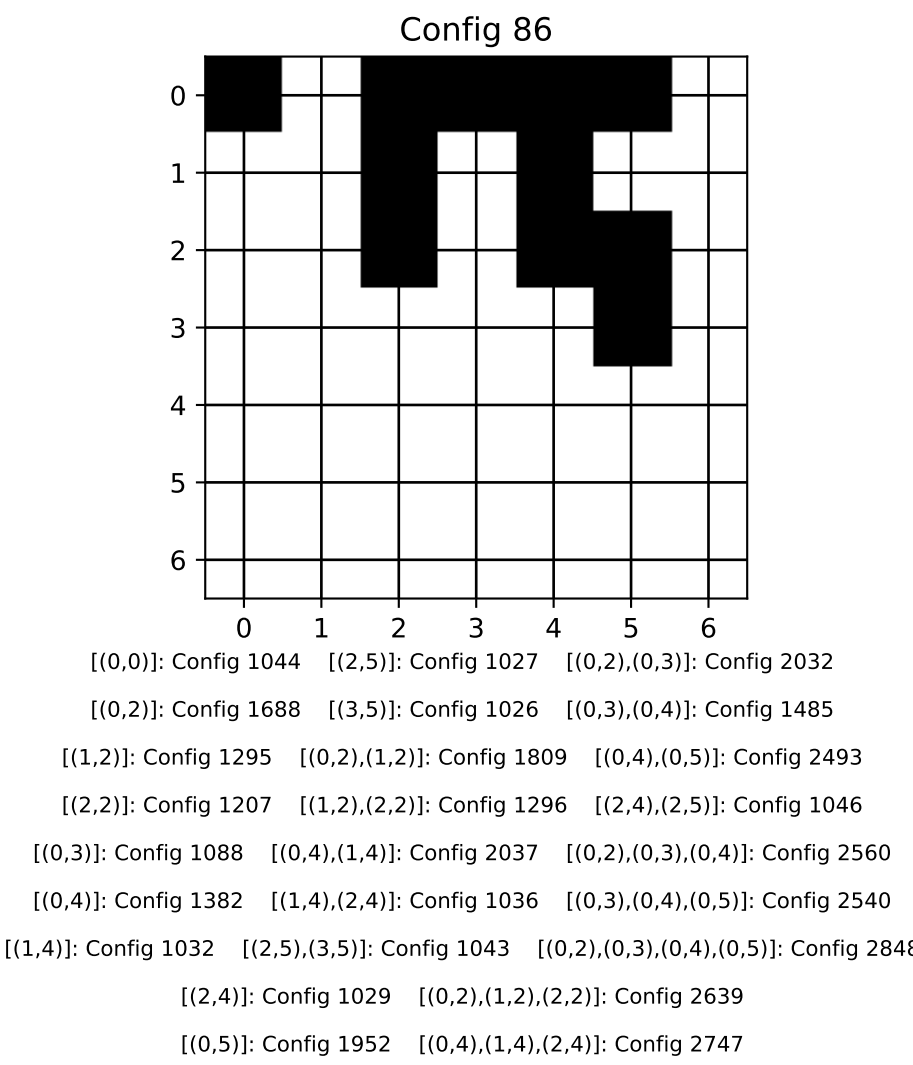 Config 86
0
1
2
3
4
5
6
0 1 2 3 4 5 6
[(0,0)]: Config 1044 [(2,5)]: Config 1027 [(0,2),(0,3)]: Config 2032
[(0,2)]: Config 1688 [(3,5)]: Config 1026 [(0,3),(0,4)]: Config 1485
[(1,2)]: Config 1295 [(0,2),(1,2)]: Config 1809 [(0,4),(0,5)]: Config 2493
[(2,2)]: Config 1207 [(1,2),(2,2)]: Config 1296 [(2,4),(2,5)]: Config 1046
[(0,3)]: Config 1088 [(0,4),(1,4)]: Config 2037 [(0,2),(0,3),(0,4)]: Config 2560
[(0,4)]: Config 1382 [(1,4),(2,4)]: Config 1036 [(0,3),(0,4),(0,5)]: Config 2540
[(1,4)]: Config 1032 [(2,5),(3,5)]: Config 1043 [(0,2),(0,3),(0,4),(0,5)]: Config 2848
[(2,4)]: Config 1029 [(0,2),(1,2),(2,2)]: Config 2639
[(0,5)]: Config 1952 [(0,4),(1,4),(2,4)]: Config 2747